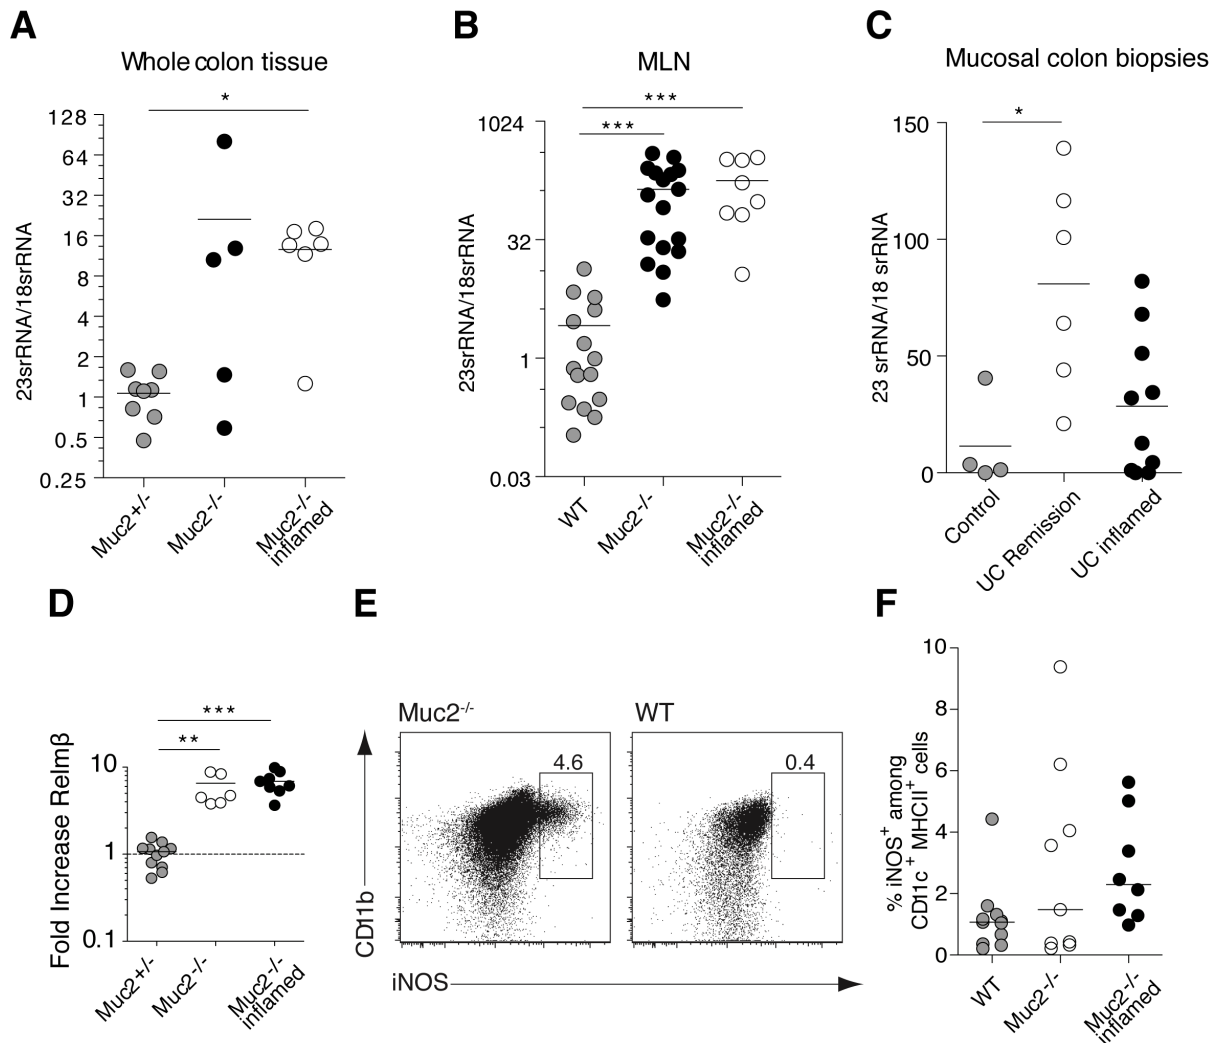 A
Whole colon tissue
*
128
64
32
16
8
4
2
1
0.5
0.25
23srRNA/18srRNA
Muc2+/-
Muc2-/-
Muc2-/-
inflamed
B
MLN
***
***
1024
32
1
0.03
23srRNA/18srRNA
WT
Muc2-/-
Muc2-/-
inflamed
C
Mucosal colon biopsies
*
150
100
50
0
23 srRNA/18 srRNA
Control
UC Remission
UC inflamed
D
***
**
10
1
0.1
Fold Increase Relmβ
Muc2+/-
Muc2-/-
Muc2-/-
inflamed
E
Muc2-/-
WT
4.6
0.4
CD11b
iNOS
F
10
8
6
4
2
0
% iNOS+ among
CD11c+ MHCII+ cells
WT
Muc2-/-
Muc2-/-
inflamed